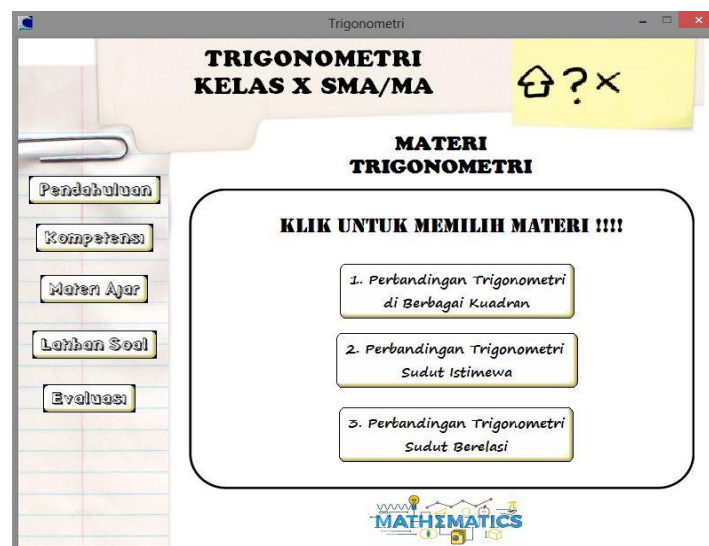 Trigonometri
TRIGONOMETRI
KELAS X SMA/MA
MATERI
TRIGONOMETRI
Pendahuluan
Kompetensi
Materi Ajar
Latihan Soal
Evaluasi
KLIK UNTUK MEMILIH MATERI !!!!
1. Perbandingan Trigonometri
di Berbagai Kuadran
2. Perbandingan Trigonometri
Sudut Istimewa
3. Perbandingan Trigonometri
Sudut Berelasi
MATHEMATICS